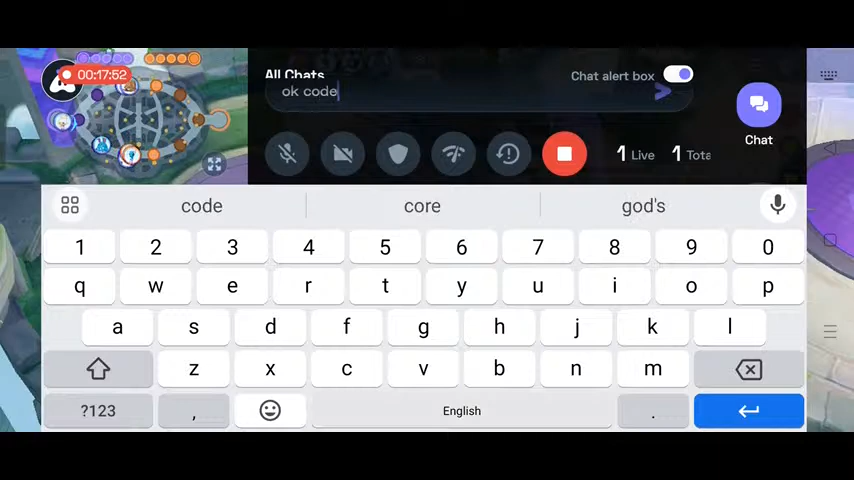 00:17:52
All Chats
Chat alert box
ok code
Chat
1 Live 1 Tota
code core god's
1 2 3 4 5 6 7 8 9 0
q w e r t y u i o p
a s d f g h j k l
z x c v b n m
?123 , English .